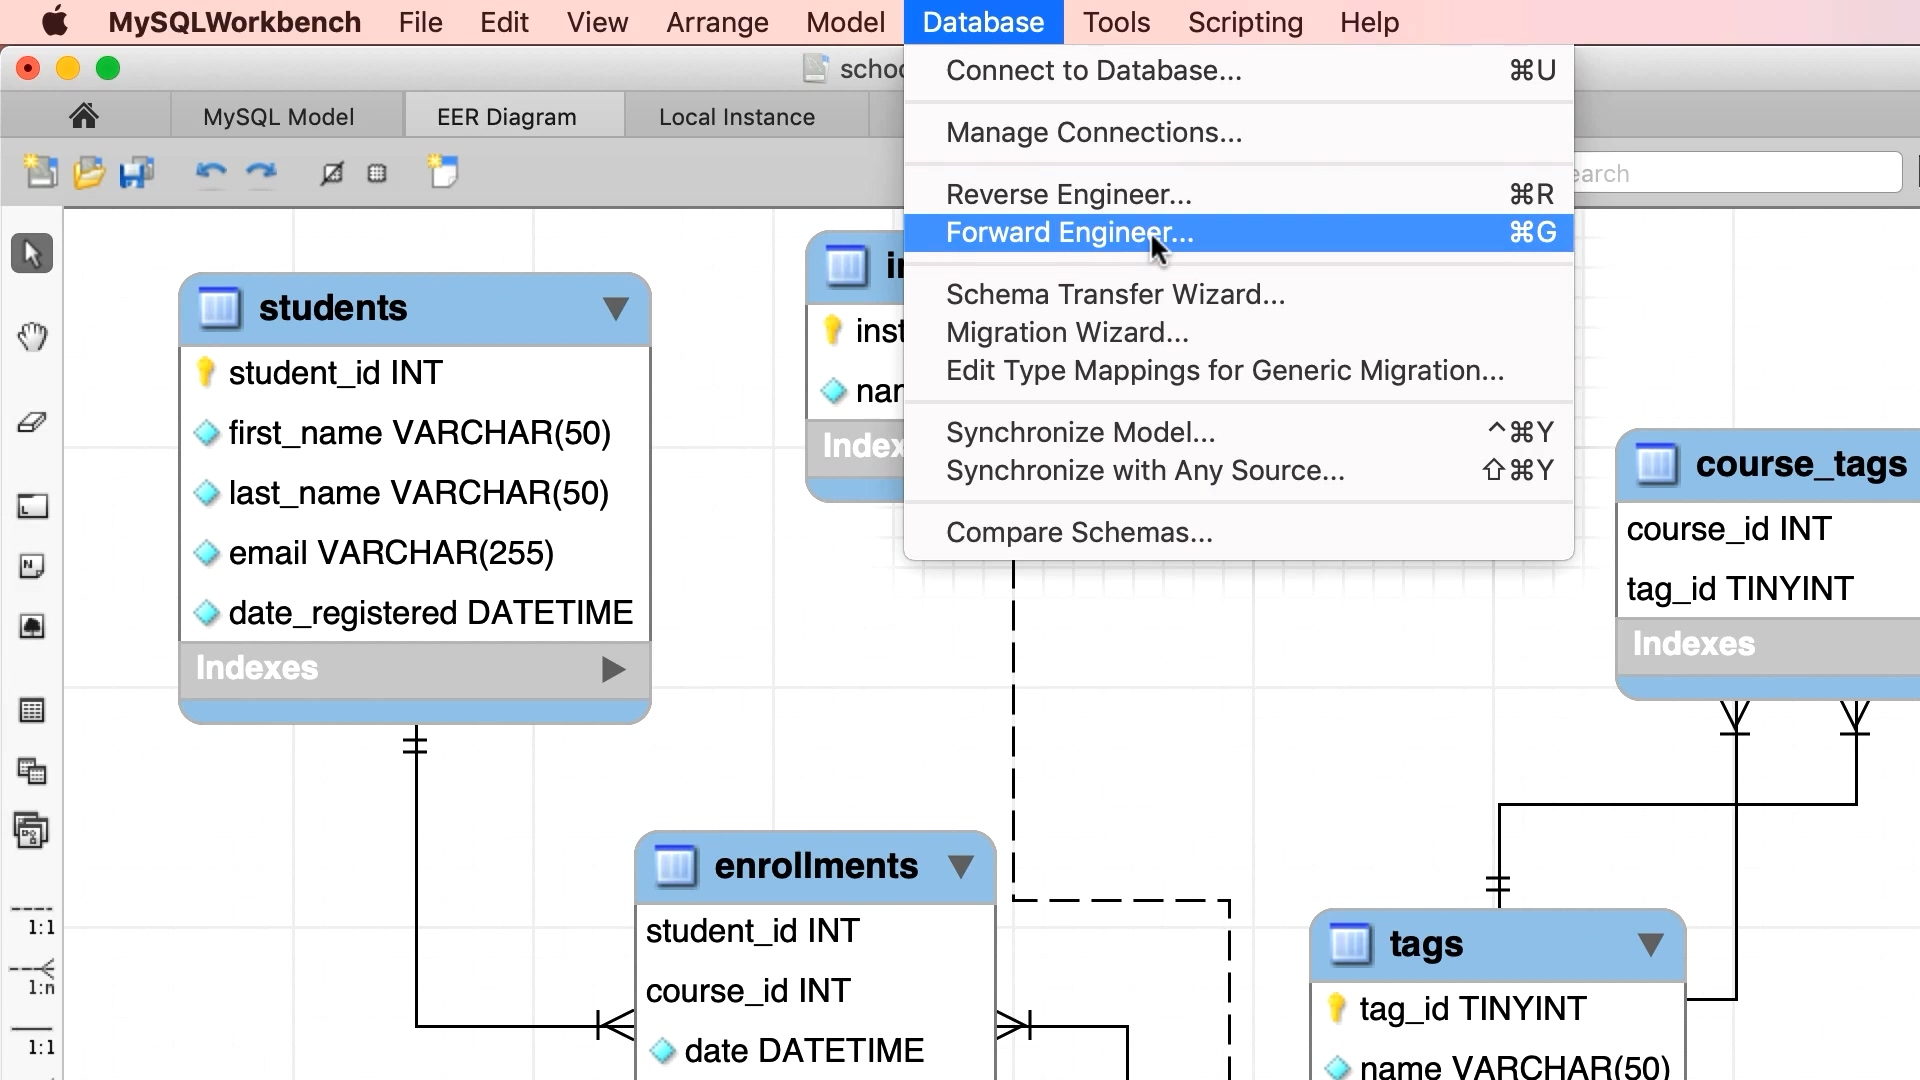 MySQLWorkbench File Edit View Arrange Model Database Tools Scripting Help
schoo
MySQL Model
EER Diagram
Local Instance
earch
Connect to Database... ⌘U
Manage Connections...
Reverse Engineer... ⌘R
Forward Engineer... ⌘G
Schema Transfer Wizard...
Migration Wizard...
Edit Type Mappings for Generic Migration...
Synchronize Model... ^⌘Y
Synchronize with Any Source... ⇧⌘Y
Compare Schemas...
students
student_id INT
first_name VARCHAR(50)
last_name VARCHAR(50)
email VARCHAR(255)
date_registered DATETIME
Indexes
inst
Index
course_tags
course_id INT
tag_id TINYINT
Indexes
enrollments
student_id INT
course_id INT
date DATETIME
tags
tag_id TINYINT
name VARCHAR(50)
1:1
1:n
1:1